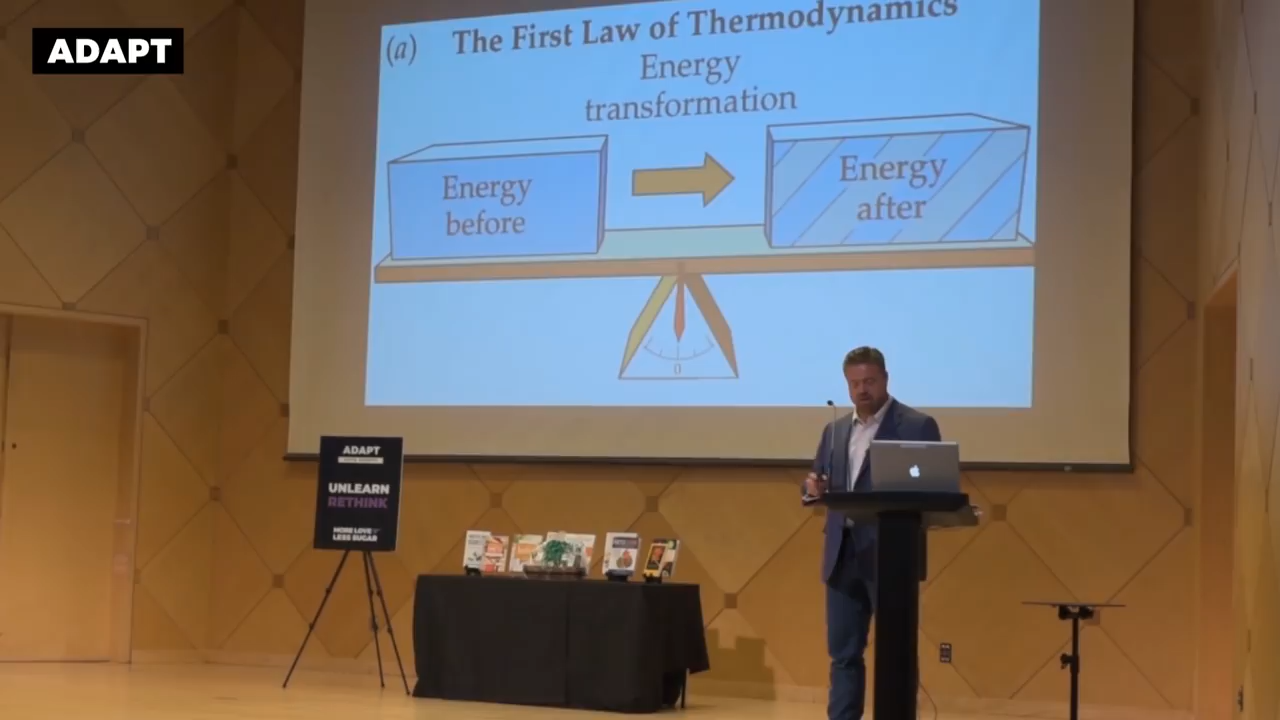 ADAPT
(a) The First Law of Thermodynamics
Energy
transformation
Energy
before
Energy
after
0
ADAPT
UNLEARN
RETHINK
MORE LOVE
LESS SUGAR